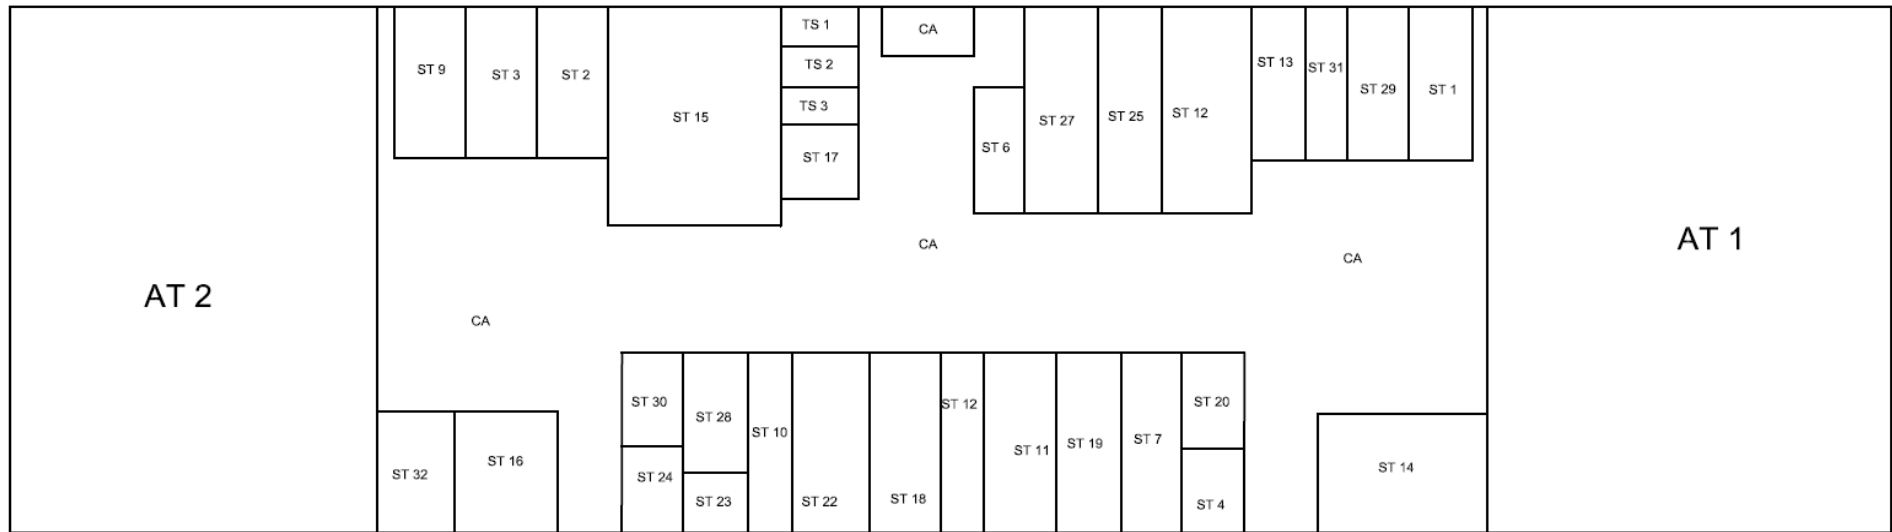 TS 1
CA
TS 2
ST 9
ST 3
ST 2
ST 13
ST 31
ST 29
ST 1
TS 3
ST 15
ST 27
ST 25
ST 12
ST 6
ST 17
AT 1
CA
CA
AT 2
CA
ST 30
ST 28
ST 10
ST 12
ST 20
ST 11
ST 19
ST 7
ST 32
ST 16
ST 24
ST 23
ST 22
ST 18
ST 4
ST 14